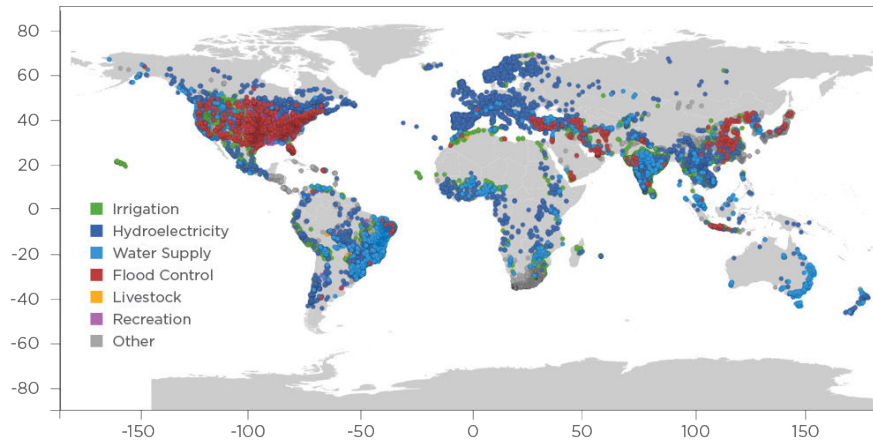 80
60
40
20
0
-20
-40
-60
-80
Irrigation
Hydroelectricity
Water Supply
Flood Control
Livestock
Recreation
Other
-150 -100 -50 0 50 100 150